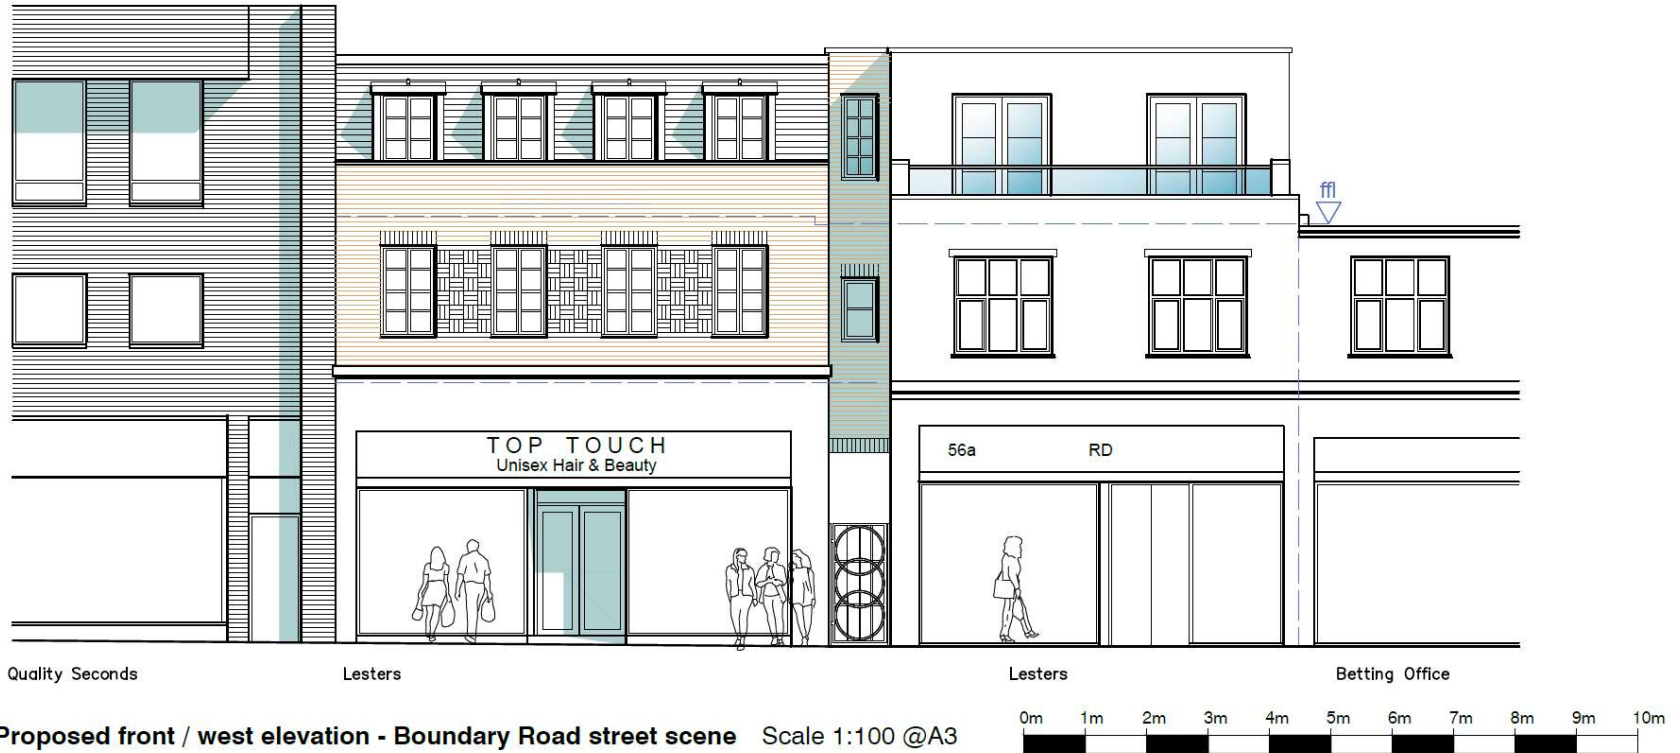 ffl
TOP TOUCH
Unisex Hair & Beauty
56a RD
Quality Seconds
Lesters
Lesters
Betting Office
Proposed front / west elevation - Boundary Road street scene Scale 1:100 @A3
0m 1m 2m 3m 4m 5m 6m 7m 8m 9m 10m